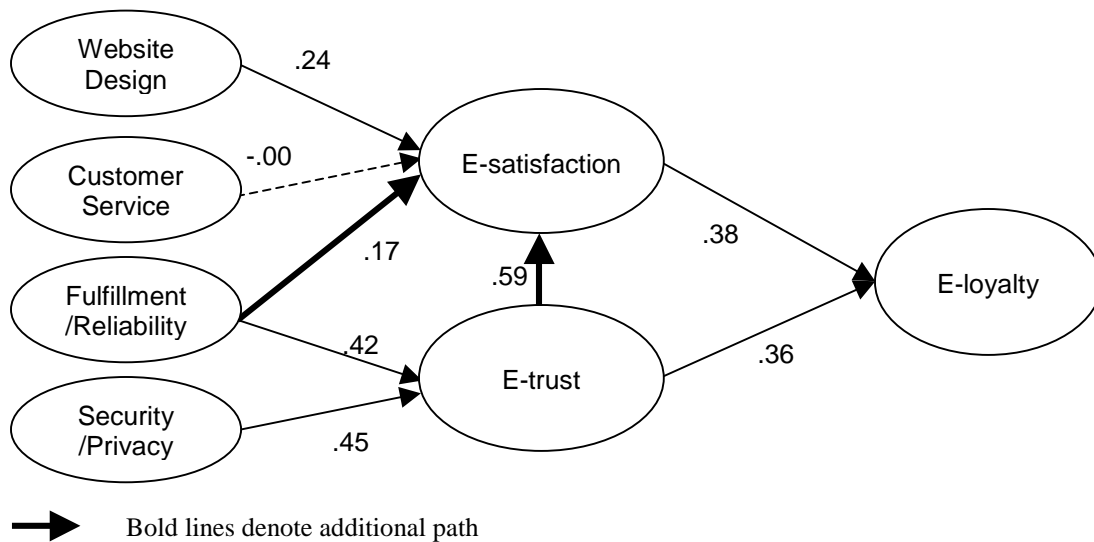 Website
Design
.24
Customer
Service
-.00
E-satisfaction
.17
.38
.59
E-loyalty
Fulfillment
/Reliability
.42
E-trust
.36
Security
/Privacy
.45
Bold lines denote additional path